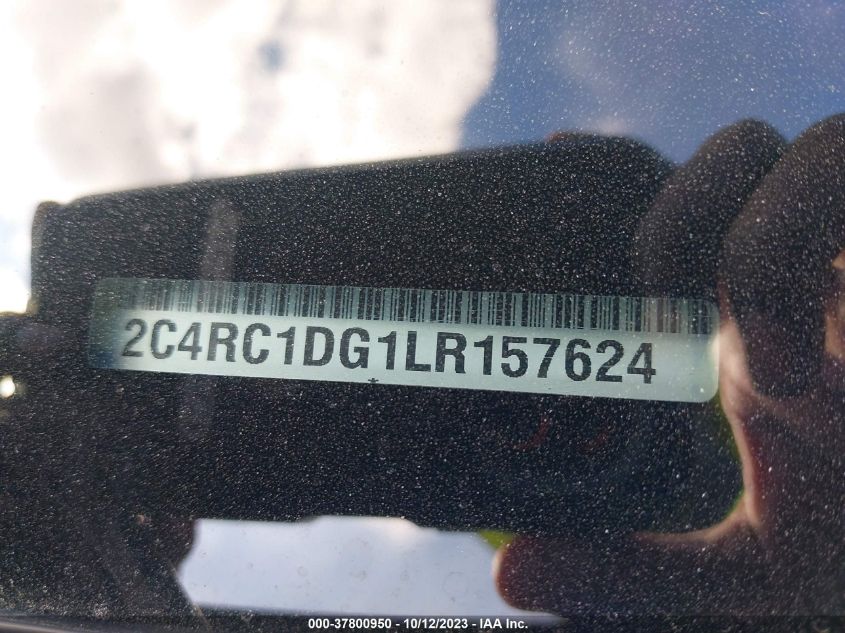 2C4RC1DG1LR157624
000-37800950 - 10/12/2023 - IAA Inc.